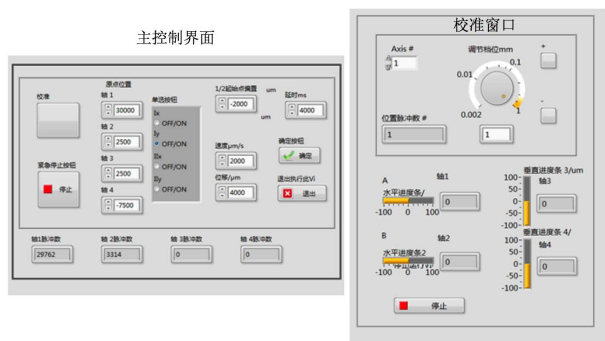 主控制界面
校准
原点位置
轴 1
30000
轴 2
2500
轴 3
2500
轴 4
-7500
紧急停止按钮
停止
单选按钮
Ix
OFF/ON
Iy
OFF/ON
IIx
OFF/ON
IIy
OFF/ON
1/2起始点偏置 um
-2000
um
延时ms
4000
速度μm/s
2000
位移/μm
4000
确定按钮
确定
退出执行此Vi
退出
轴1脉冲数
29762
轴 2脉冲数
3314
轴 3脉冲数
0
轴 4脉冲数
0
校准窗口
Axis #
1
调节档位mm
0.002
0.01
0.1
1
+
-
位置脉冲数 #
1
1
A
水平进度条/
-100 0 100
轴1
0
垂直进度条 3/um
100
50
0
-50
-100
轴3
0
B
水平进度条2
-100 0 100
轴2
0
垂直进度条 4/
100
50
0
-50
-100
轴4
0
停止